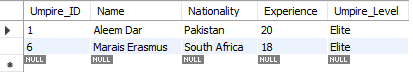 Umpire_ID Name Nationality Experience Umpire_Level
1 Aleem Dar Pakistan 20 Elite
6 Marais Erasmus South Africa 18 Elite
NULL NULL NULL NULL NULL